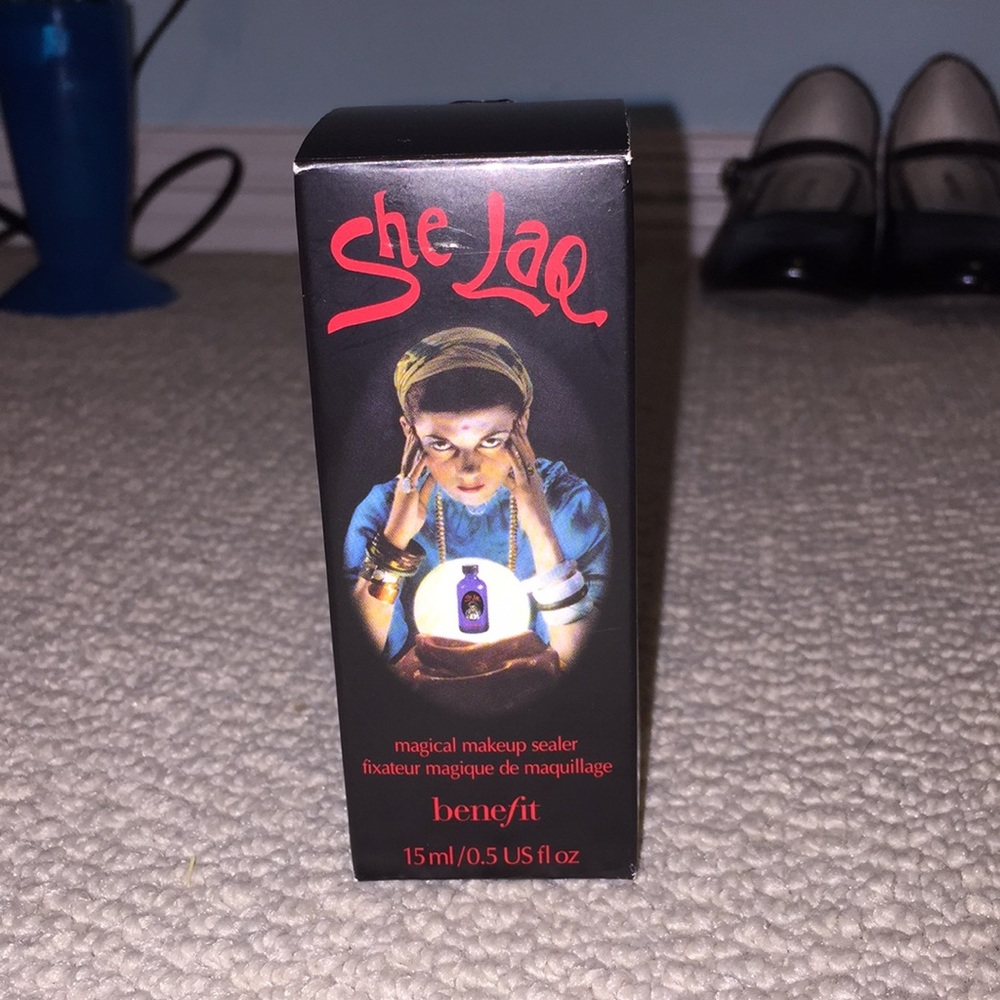 She Laq
magical makeup sealer
fixateur magique de maquillage
benefit
15 ml/0.5 US fl oz